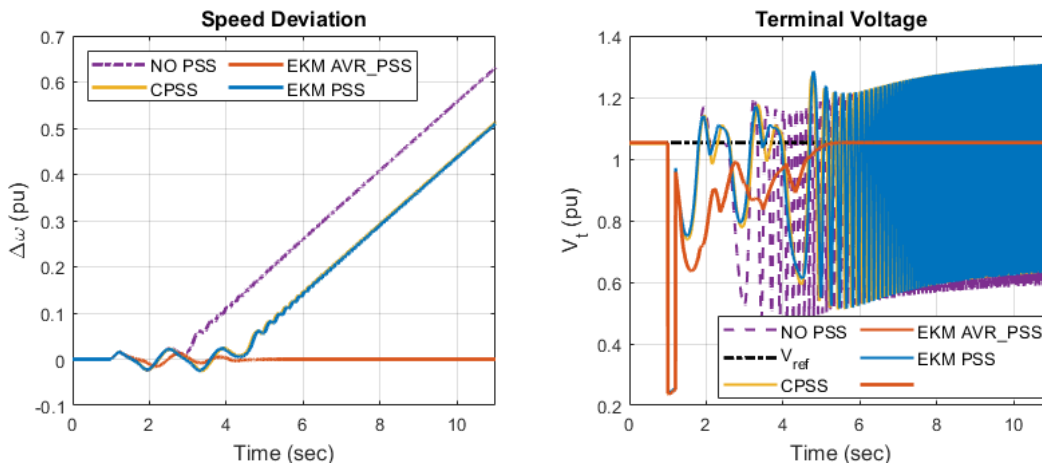 Speed Deviation
0.7
0.6
0.5
0.4
0.3
0.2
0.1
0
-0.1
Δω (pu)
NO PSS
EKM AVR_PSS
CPSS
EKM PSS
0 2 4 6 8 10
Time (sec)
Terminal Voltage
1.4
1.2
1
0.8
0.6
0.4
0.2
V_t (pu)
NO PSS
EKM AVR_PSS
V_ref
EKM PSS
CPSS
0 2 4 6 8 10
Time (sec)